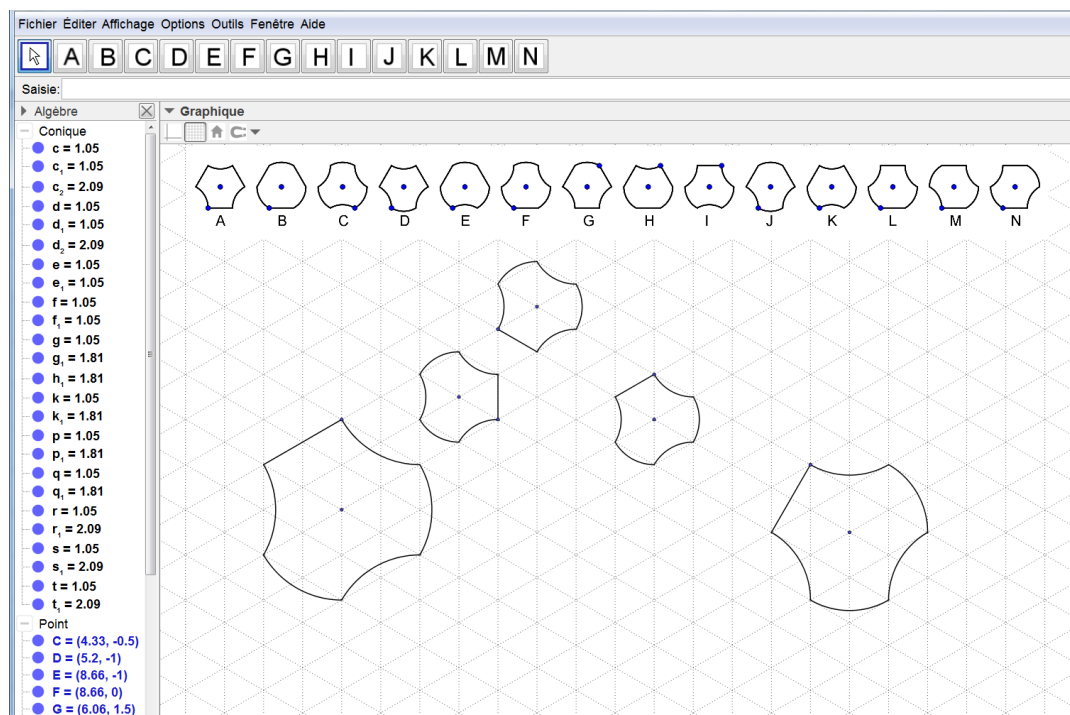 Fichier Éditer Affichage Options Outils Fenêtre Aide
A B C D E F G H I J K L M N
Saisie:
Algèbre
Graphique
Conique
c = 1.05
c₁ = 1.05
c₂ = 2.09
d = 1.05
d₁ = 1.05
d₂ = 2.09
e = 1.05
e₁ = 1.05
f = 1.05
f₁ = 1.05
g = 1.05
g₁ = 1.81
h₁ = 1.81
k = 1.05
k₁ = 1.81
p = 1.05
p₁ = 1.81
q = 1.05
q₁ = 1.81
r = 1.05
r₁ = 2.09
s = 1.05
s₁ = 2.09
t = 1.05
t₁ = 2.09
Point
C = (4.33, -0.5)
D = (5.2, -1)
E = (8.66, -1)
F = (8.66, 0)
G = (6.06, 1.5)
A B C D E F G H I J K L M N